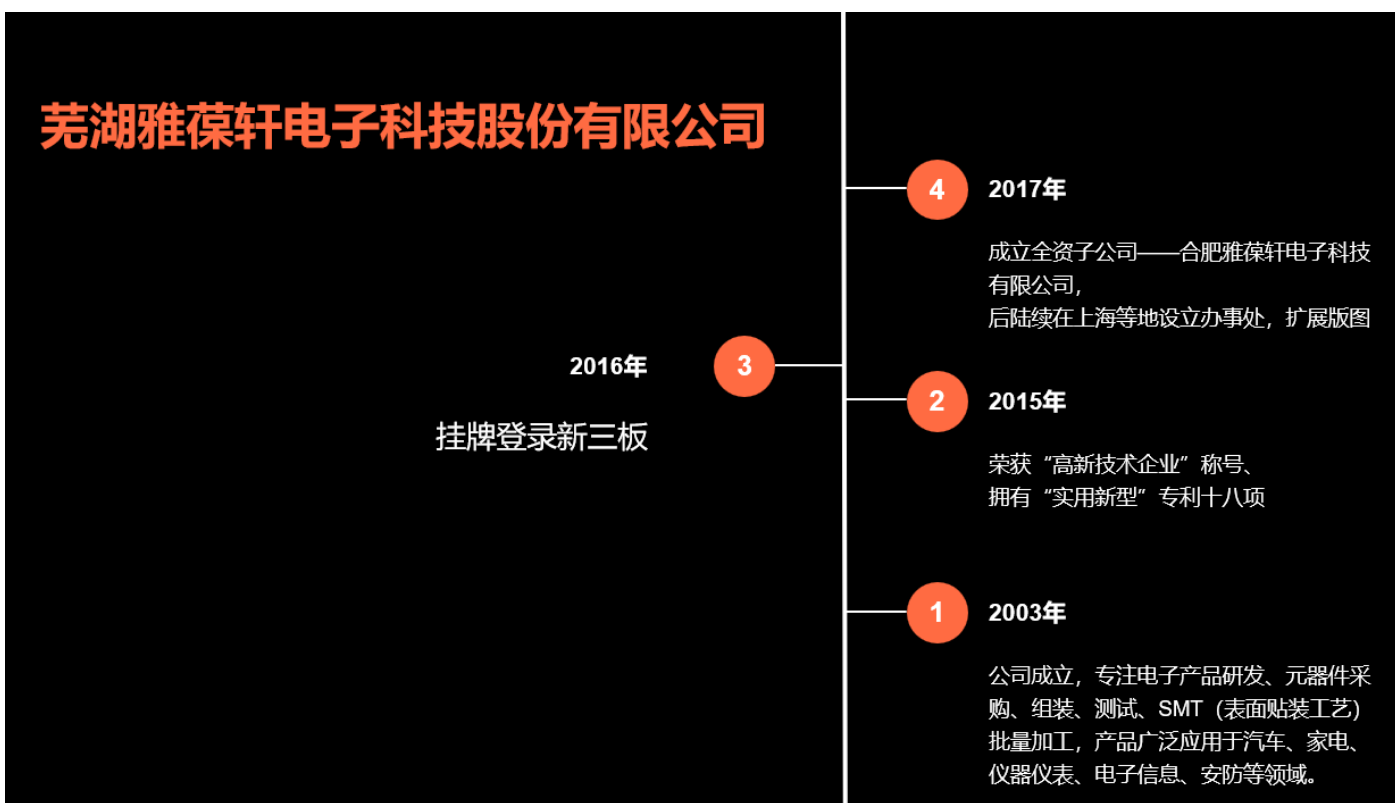 芜湖雅葆轩电子科技股份有限公司
4
2017年
成立全资子公司——合肥雅葆轩电子科技
有限公司，
后陆续在上海等地设立办事处，扩展版图
2016年
3
挂牌登录新三板
2
2015年
荣获“高新技术企业”称号、
拥有“实用新型”专利十八项
1
2003年
公司成立，专注电子产品研发、元器件采
购、组装、测试、SMT（表面贴装工艺）
批量加工，产品广泛应用于汽车、家电、
仪器仪表、电子信息、安防等领域。